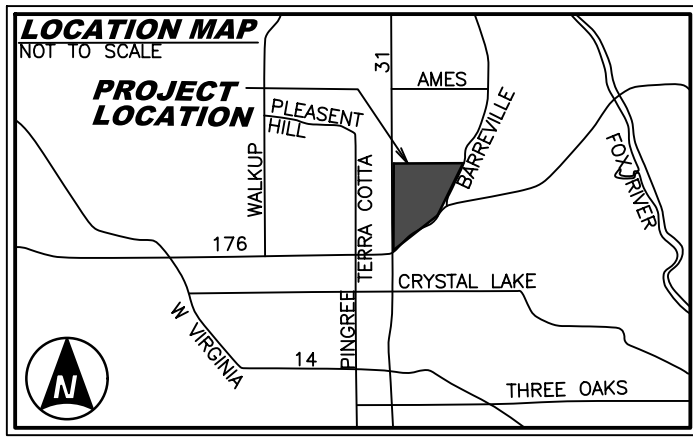 LOCATION MAP
NOT TO SCALE
PROJECT
LOCATION
31
AMES
PLEASENT
HILL
BARREVILLE
FOX RIVER
WALKUP
TERRA COTTA
176
CRYSTAL LAKE
W VIRGINIA
PINGREE
14
THREE OAKS
N